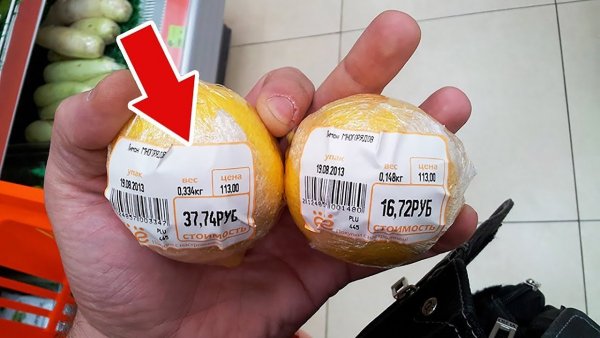 Лимон МНОГОРЯДОВ
упак
19.08.2013
вес
0,334кг
цена
113,00
37,74РУБ
PLU
445
СТОИМОСТЬ
Лимон МНОГОРЯДОВ
упак
19.08.2013
вес
0,148кг
цена
113,00
2124857001480
16,72РУБ
PLU
445
СТОИМОСТЬ